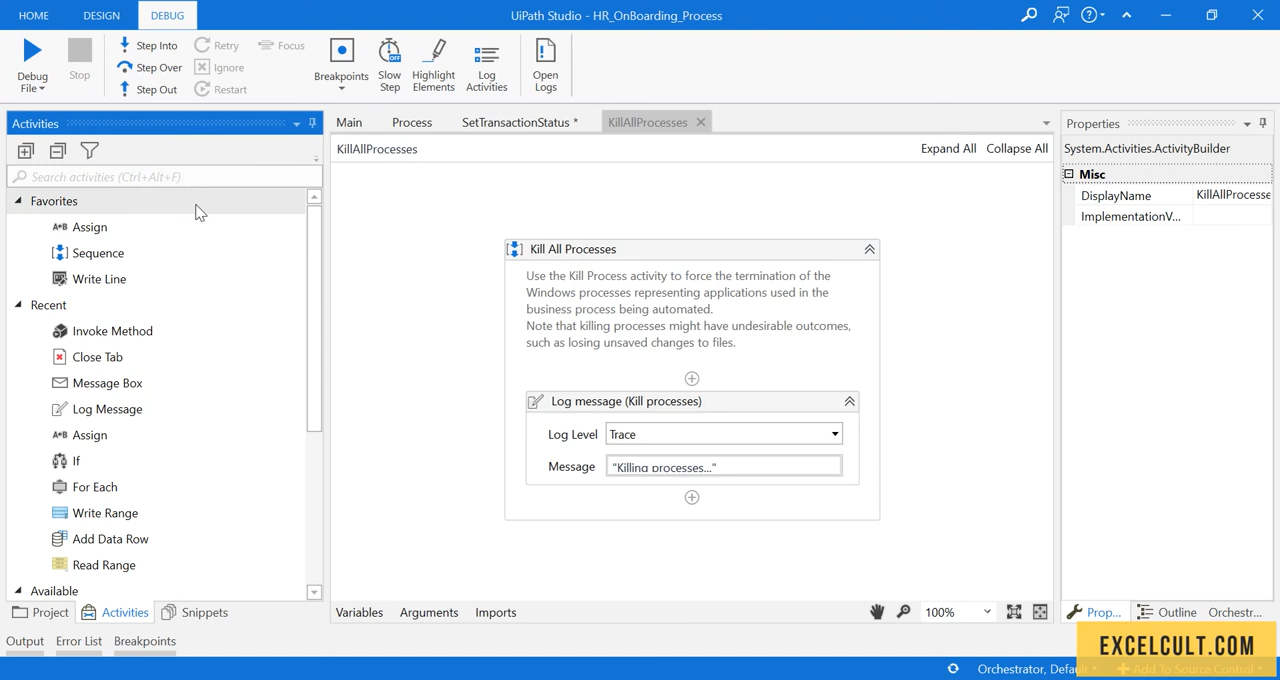 HOME
DESIGN
DEBUG
UiPath Studio - HR_OnBoarding_Process
Debug
File
Stop
Step Into
Step Over
Step Out
Retry
Ignore
Restart
Focus
Breakpoints
Slow
Step
OFF
Highlight
Elements
Log
Activities
Open
Logs
Activities
Search activities (Ctrl+Alt+F)
Favorites
A*B Assign
Sequence
Write Line
Recent
Invoke Method
Close Tab
Message Box
Log Message
A*B Assign
If
For Each
Write Range
Add Data Row
Read Range
Available
Project
Activities
Snippets
Main
Process
SetTransactionStatus *
KillAllProcesses
KillAllProcesses
Expand All
Collapse All
Kill All Processes
Use the Kill Process activity to force the termination of the
Windows processes representing applications used in the
business process being automated.
Note that killing processes might have undesirable outcomes,
such as losing unsaved changes to files.
Log message (Kill processes)
Log Level
Trace
Message
"Killing processes..."
Variables
Arguments
Imports
100%
Properties
System.Activities.ActivityBuilder
Misc
DisplayName
KillAllProcesse
ImplementationV...
Prop...
Outline
Orchestr...
Output
Error List
Breakpoints
EXCELCULT.COM
Orchestrator, Defau
Add To Source Control